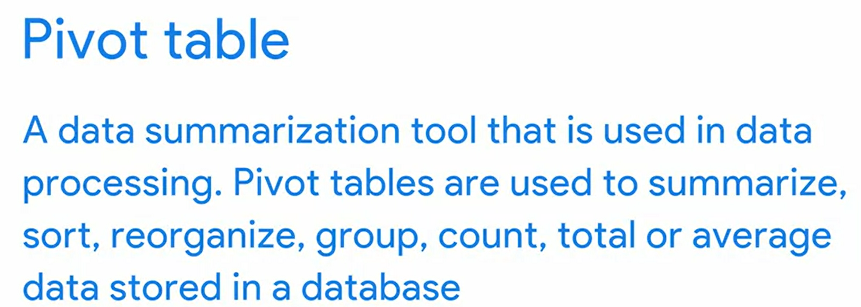 Pivot table
A data summarization tool that is used in data
processing. Pivot tables are used to summarize,
sort, reorganize, group, count, total or average
data stored in a database